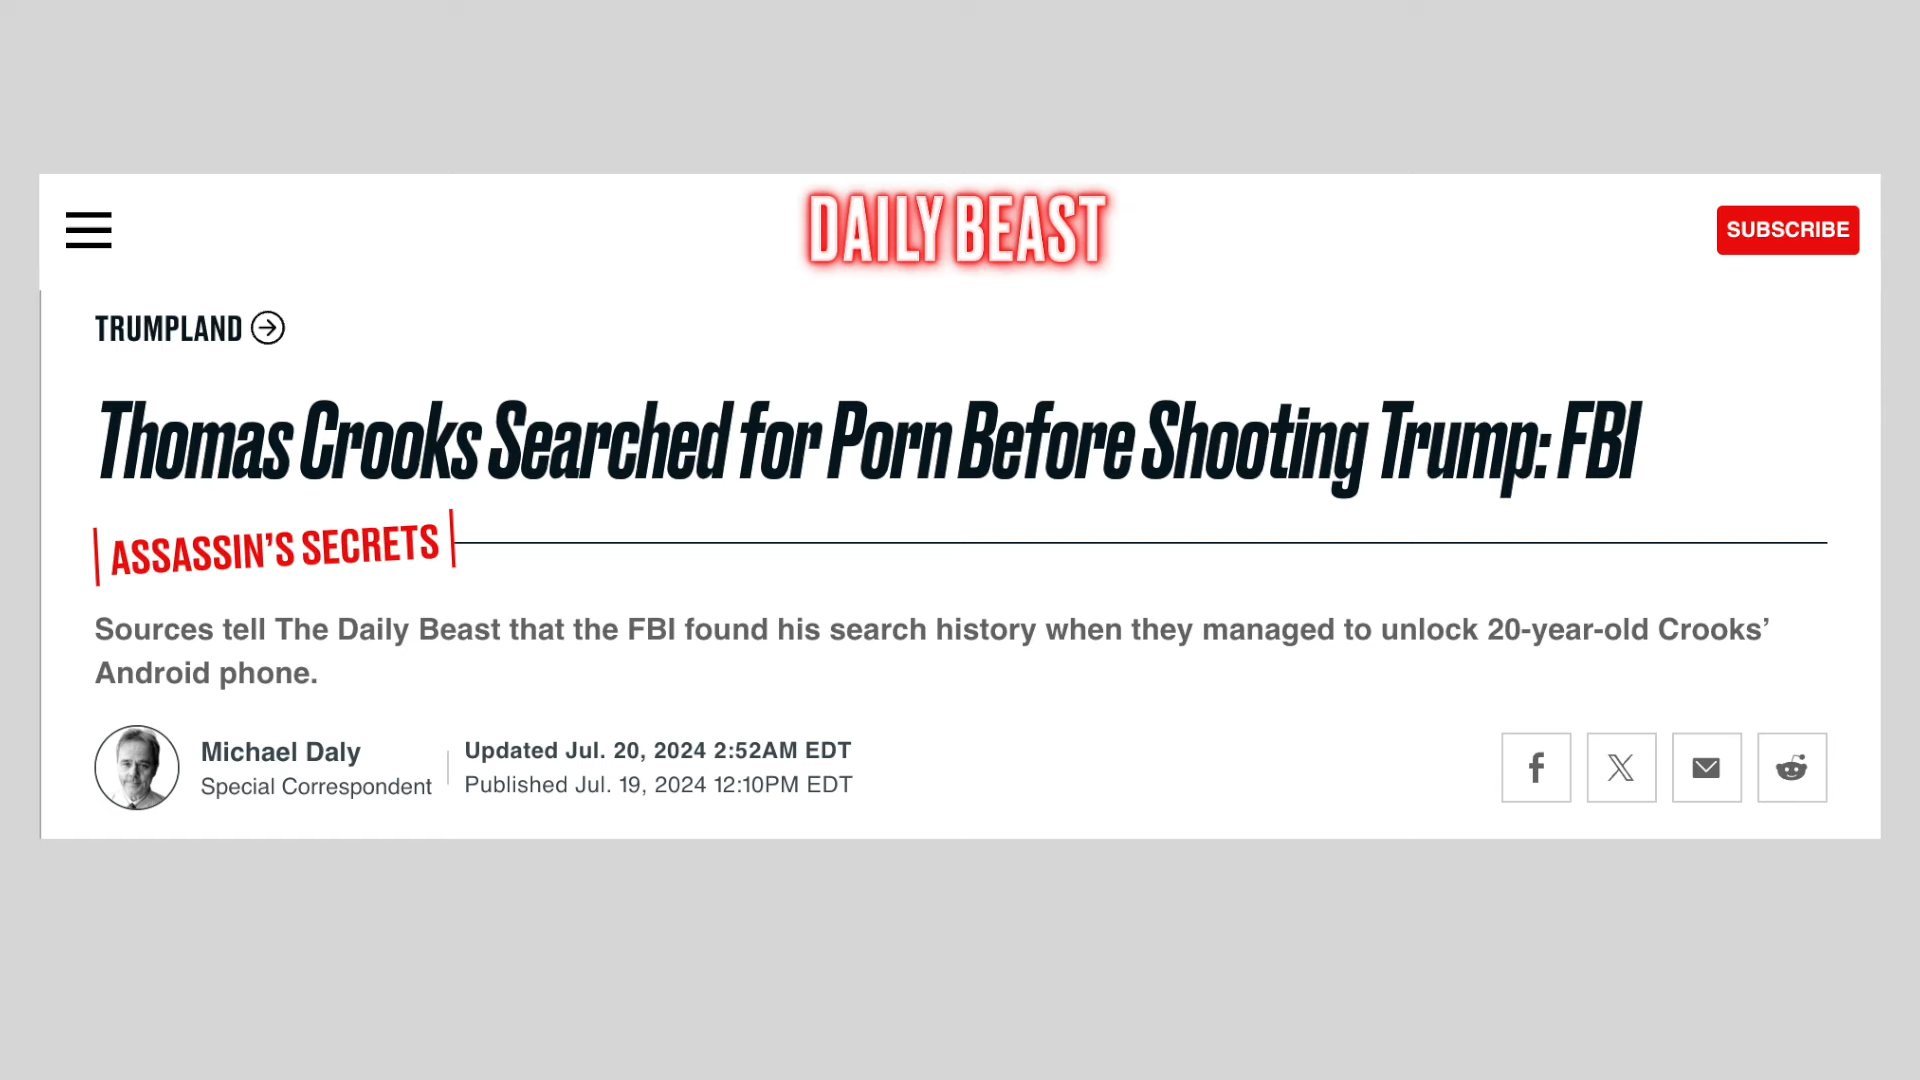 DAILY BEAST
SUBSCRIBE
TRUMPLAND
Thomas Crooks Searched for Porn Before Shooting Trump: FBI
ASSASSIN’S SECRETS
Sources tell The Daily Beast that the FBI found his search history when they managed to unlock 20-year-old Crooks’
Android phone.
Michael Daly
Special Correspondent
Updated Jul. 20, 2024 2:52AM EDT
Published Jul. 19, 2024 12:10PM EDT